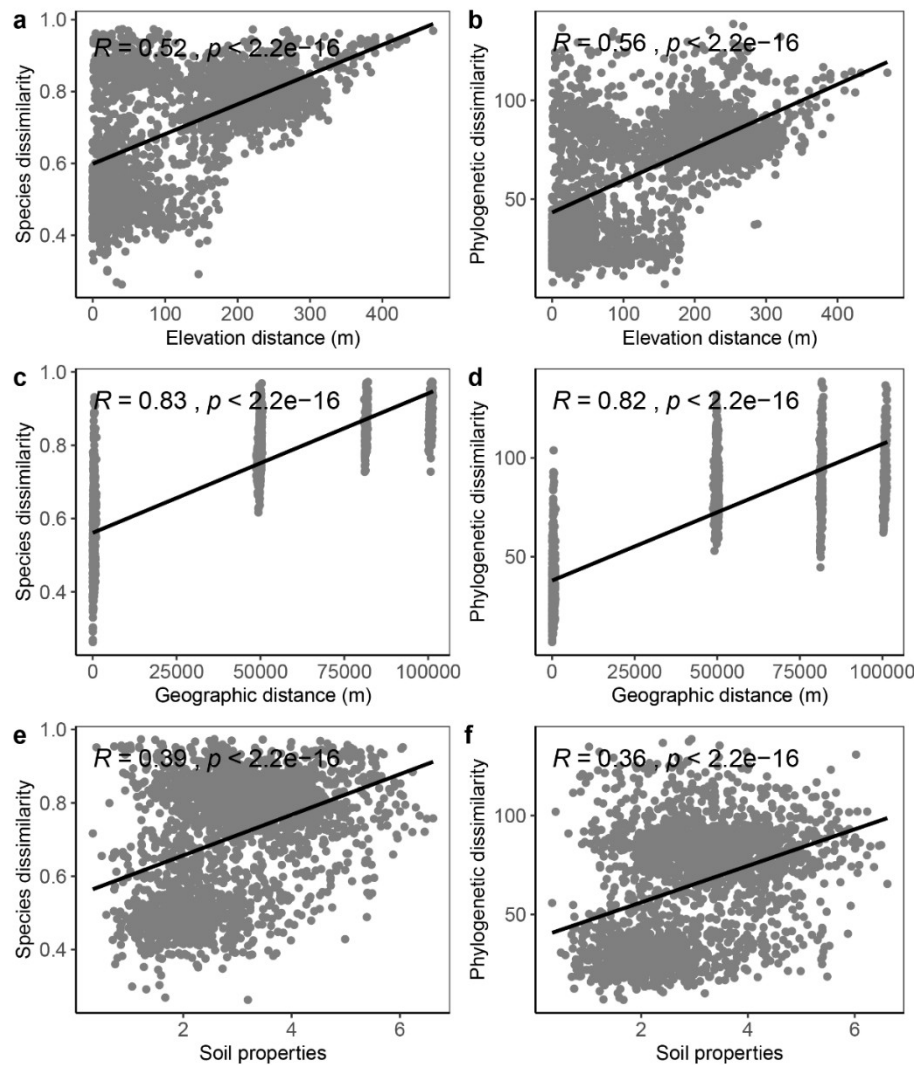 a
R = 0.52 , p < 2.2e−16
1.0
0.8
0.6
0.4
Species dissimilarity
0 100 200 300 400
Elevation distance (m)
b
R = 0.56 , p < 2.2e−16
100
50
Phylogenetic dissimilarity
0 100 200 300 400
Elevation distance (m)
c
R = 0.83 , p < 2.2e−16
1.0
0.8
0.6
0.4
Species dissimilarity
0 25000 50000 75000 100000
Geographic distance (m)
d
R = 0.82 , p < 2.2e−16
100
50
Phylogenetic dissimilarity
0 25000 50000 75000 100000
Geographic distance (m)
e
R = 0.39 , p < 2.2e−16
1.0
0.8
0.6
0.4
Species dissimilarity
2 4 6
Soil properties
f
R = 0.36 , p < 2.2e−16
100
50
Phylogenetic dissimilarity
2 4 6
Soil properties